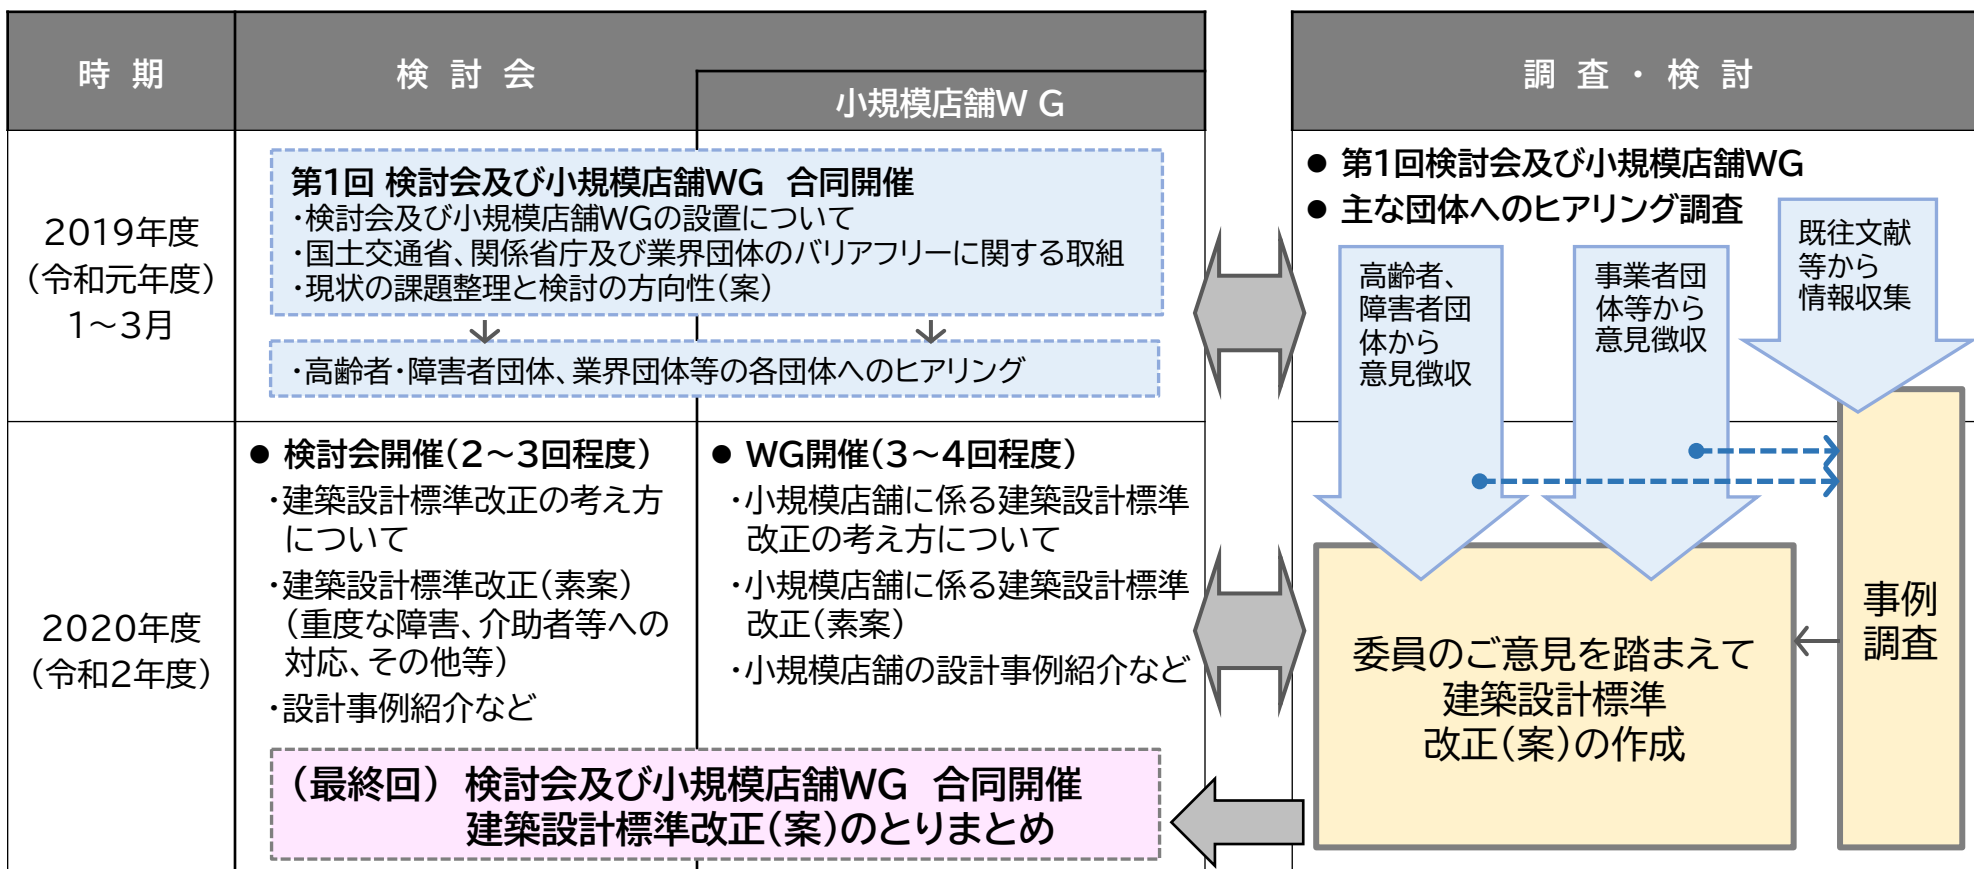 時 期
検 討 会
小規模店舗W G
調 査 ・ 検 討
2019年度
(令和元年度)
1～3月
第1回 検討会及び小規模店舗WG 合同開催
・検討会及び小規模店舗WGの設置について
・国土交通省、関係省庁及び業界団体のバリアフリーに関する取組
・現状の課題整理と検討の方向性(案)
・高齢者・障害者団体、業界団体等の各団体へのヒアリング
● 第1回検討会及び小規模店舗WG
● 主な団体へのヒアリング調査
高齢者、
障害者団
体から
意見徴収
事業者団
体等から
意見徴収
既往文献
等から
情報収集
2020年度
(令和2年度)
● 検討会開催(2～3回程度)
・建築設計標準改正の考え方
について
・建築設計標準改正(素案)
(重度な障害、介助者等への
対応、その他等)
・設計事例紹介など
● WG開催(3～4回程度)
・小規模店舗に係る建築設計標準
改正の考え方について
・小規模店舗に係る建築設計標準
改正(素案)
・小規模店舗の設計事例紹介など
(最終回) 検討会及び小規模店舗WG 合同開催
建築設計標準改正(案)のとりまとめ
委員のご意見を踏まえて
建築設計標準
改正(案)の作成
事例
調査